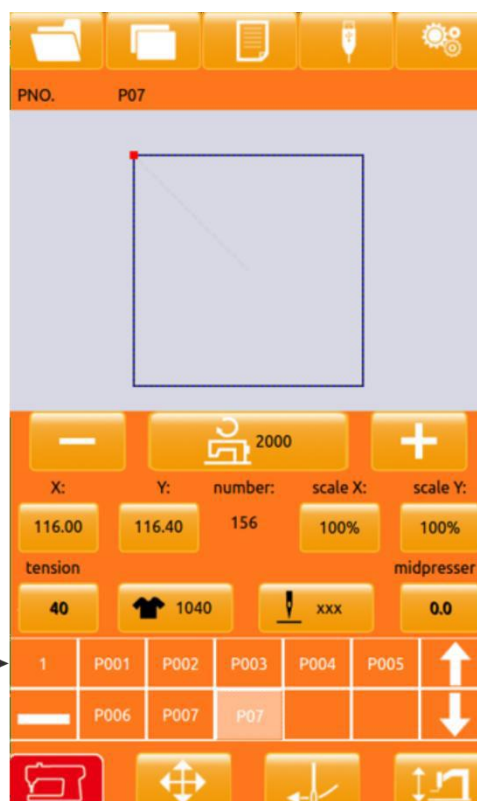 PNO. P07
2000
X: Y: number: scale X: scale Y:
116.00 116.40 156 100% 100%
tension midpresser
40 1040 xxx 0.0
1 P001 P002 P003 P004 P005
P006 P007 P07